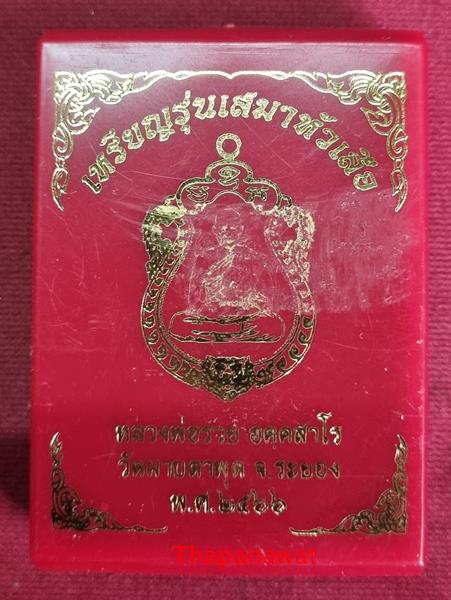 เหรียญรุ่นเสมาหัวเสือ
หลวงพ่อรวย อคฺคสาโร
วัดมาบตาพุด จ.ระยอง
พ.ศ.๒๕๖๖
Thapanawat